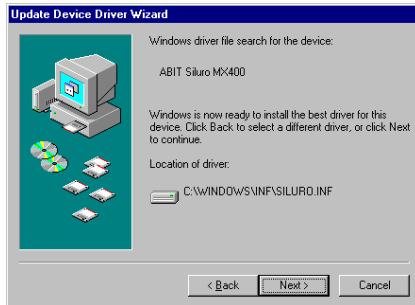 Update Device Driver Wizard
Windows driver file search for the device:
ABIT Siluro MX400
Windows is now ready to install the best driver for this
device. Click Back to select a different driver, or click Next
to continue.
Location of driver:
C:\WINDOWS\INF\SILURO.INF
< Back
Next >
Cancel